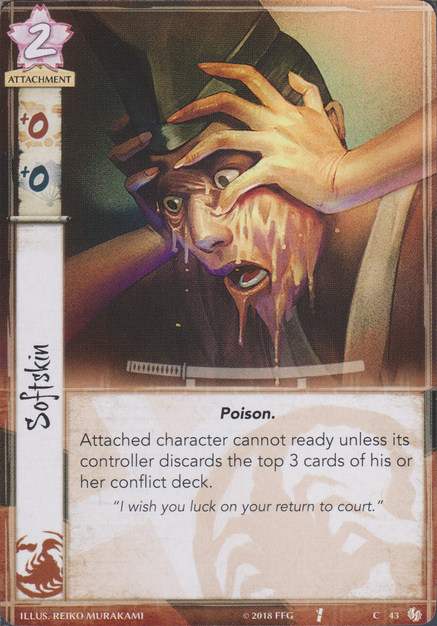 2
ATTACHMENT
+0
+0
Softskin
Poison.
Attached character cannot ready unless its
controller discards the top 3 cards of his or
her conflict deck.
"I wish you luck on your return to court."
ILLUS. REIKO MURAKAMI
© 2018 FFG
C 43